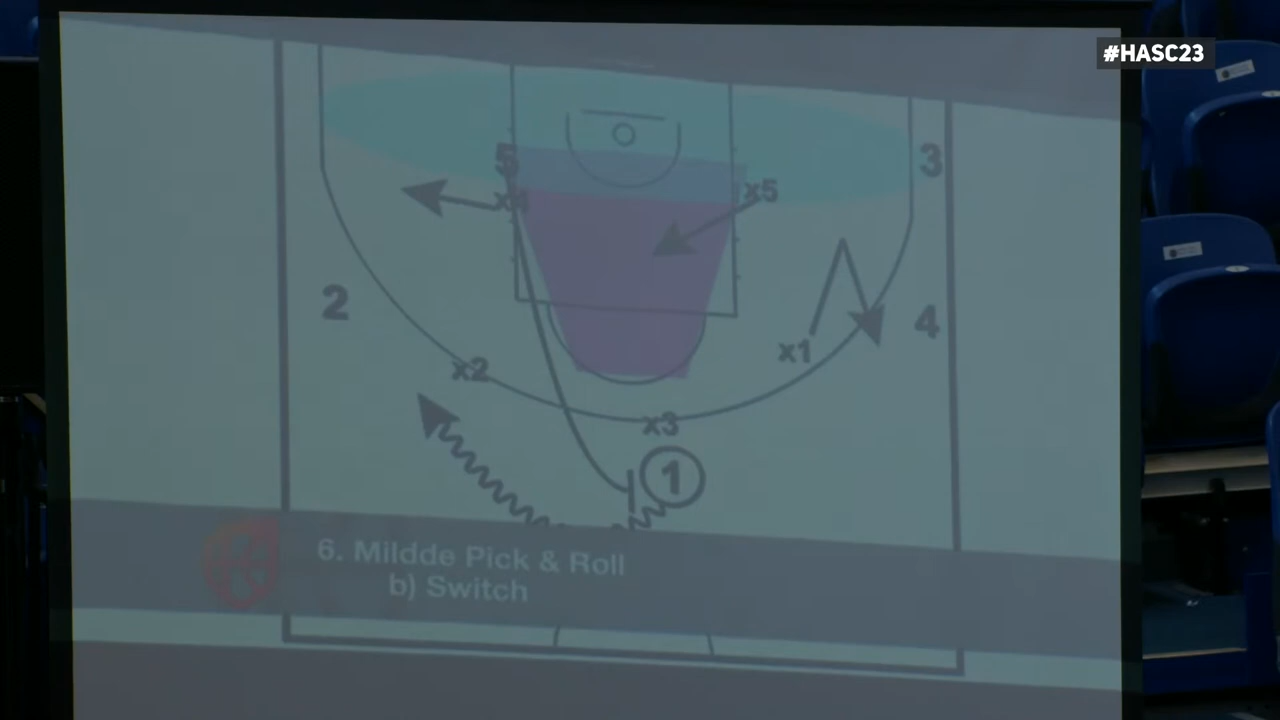 #HASC23
5
3
x5
2
4
x1
x2
x3
1
6. Mildde Pick & Roll
b) Switch